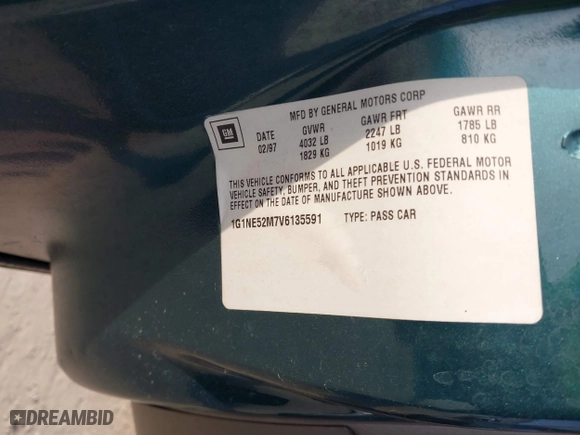 MFD BY GENERAL MOTORS CORP
GM
DATE GVWR GAWR FRT GAWR RR
02/97 4032 LB 2247 LB 1785 LB
1829 KG 1019 KG 810 KG
THIS VEHICLE CONFORMS TO ALL APPLICABLE U.S. FEDERAL MOTOR
VEHICLE SAFETY, BUMPER, AND THEFT PREVENTION STANDARDS IN
EFFECT ON THE DATE OF MANUFACTURE SHOWN ABOVE.
1G1NE52M7V6135591 TYPE: PASS CAR
DREAMBID